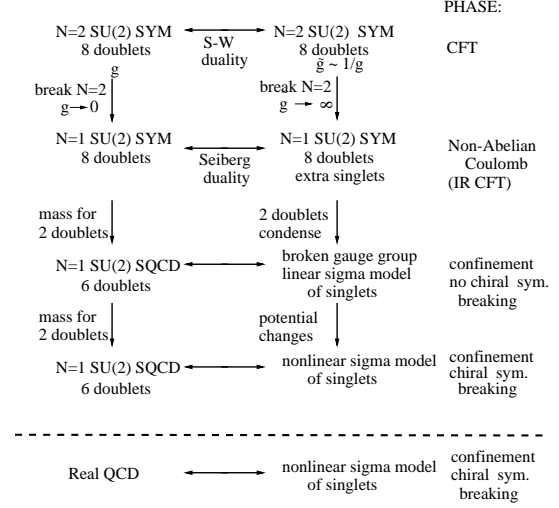 PHASE:
N=2 SU(2) SYM
8 doublets
g
S-W
duality
N=2 SU(2) SYM
8 doublets
g̃ ~ 1/g
CFT
break N=2
g→0
break N=2
g̃ → ∞
N=1 SU(2) SYM
8 doublets
Seiberg
duality
N=1 SU(2) SYM
8 doublets
extra singlets
Non-Abelian
Coulomb
(IR CFT)
mass for
2 doublets
2 doublets
condense
N=1 SU(2) SQCD
6 doublets
broken gauge group
linear sigma model
of singlets
confinement
no chiral sym.
breaking
mass for
2 doublets
potential
changes
N=1 SU(2) SQCD
6 doublets
nonlinear sigma model
of singlets
confinement
chiral sym.
breaking
Real QCD
nonlinear sigma model
of singlets
confinement
chiral sym.
breaking